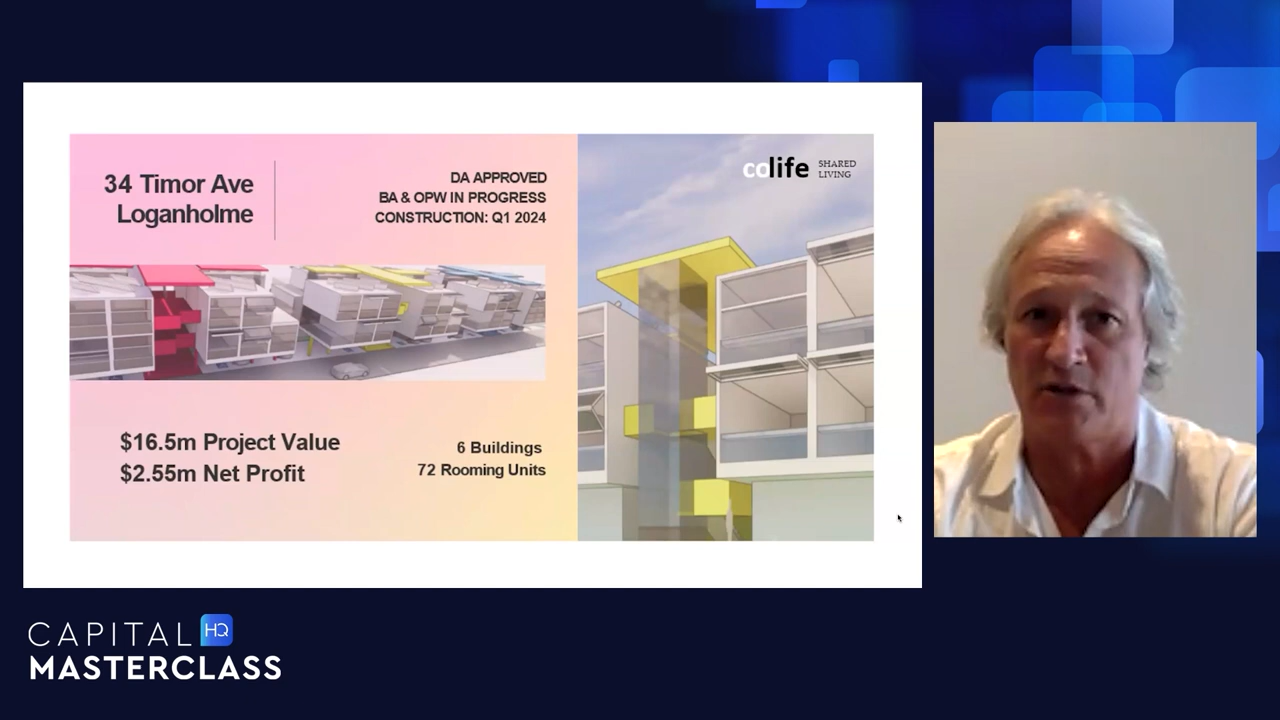 34 Timor Ave
Loganholme
DA APPROVED
BA & OPW IN PROGRESS
CONSTRUCTION: Q1 2024
colife SHARED
LIVING
$16.5m Project Value
$2.55m Net Profit
6 Buildings
72 Rooming Units
CAPITAL HQ
MASTERCLASS